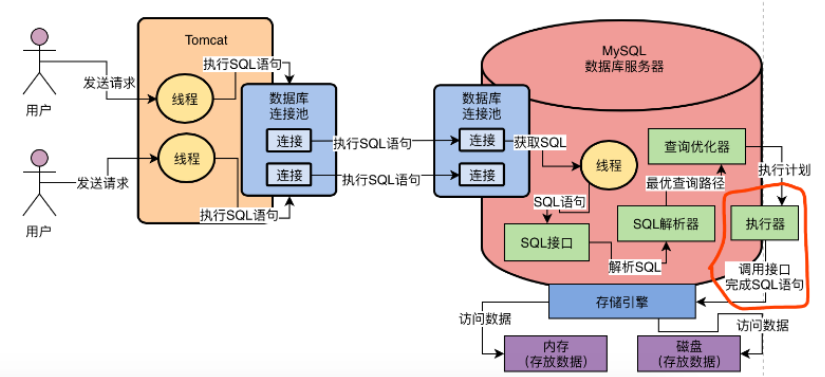 Tomcat
MySQL
数据库服务器
用户
发送请求
线程
执行SQL语句
数据库
连接池
连接
执行SQL语句
数据库
连接池
连接
获取SQL
线程
查询优化器
执行计划
用户
发送请求
线程
执行SQL语句
连接
执行SQL语句
连接
SQL语句
最优查询路径
SQL接口
解析SQL
SQL解析器
执行器
调用接口
完成SQL语句
存储引擎
访问数据
访问数据
内存
（存放数据）
磁盘
（存放数据）